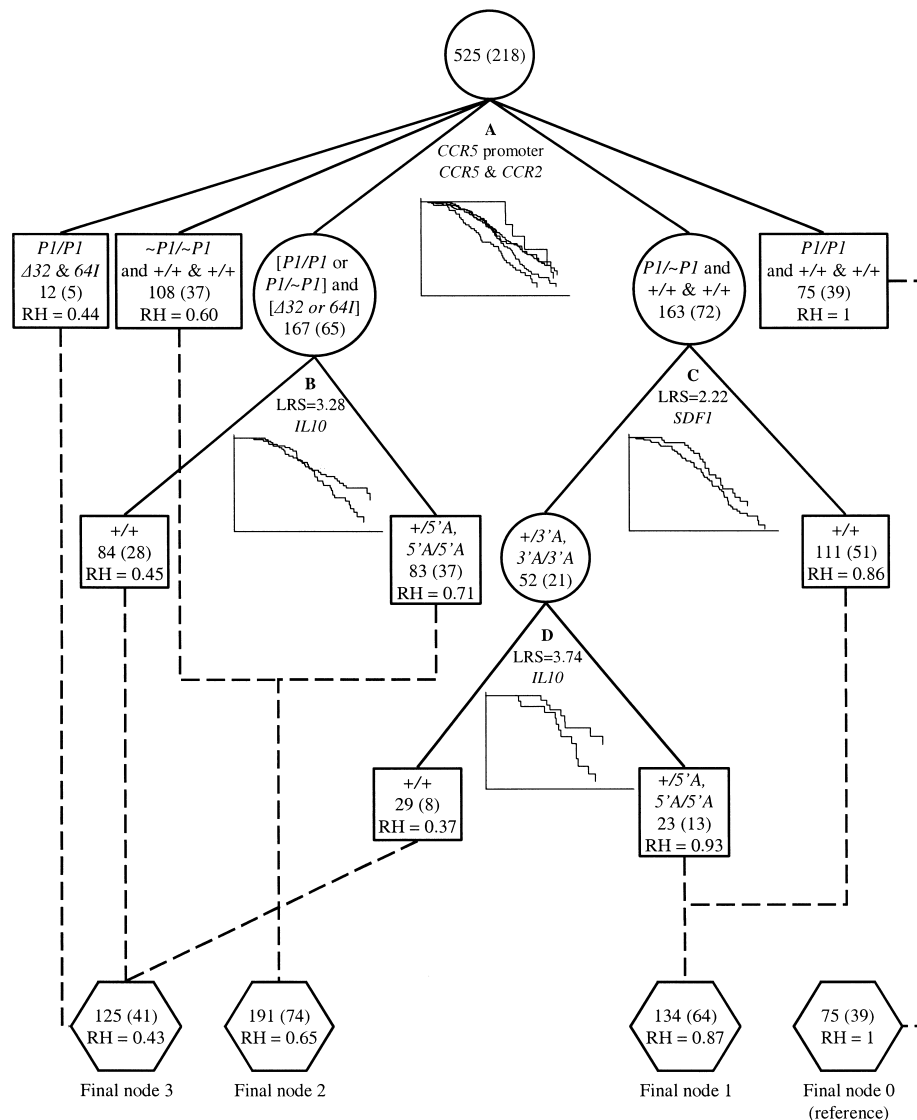 525 (218)
A
CCR5 promoter
CCR5 & CCR2
P1/P1
Δ32 & 64I
12 (5)
RH = 0.44
~P1/~P1
and +/+ & +/+
108 (37)
RH = 0.60
[P1/P1 or
P1/~P1] and
[Δ32 or 64I]
167 (65)
P1/~P1 and
+/+ & +/+
163 (72)
P1/P1
and +/+ & +/+
75 (39)
RH = 1
B
LRS=3.28
IL10
C
LRS=2.22
SDF1
+/+
84 (28)
RH = 0.45
+/5'A,
5'A/5'A
83 (37)
RH = 0.71
+/3'A,
3'A/3'A
52 (21)
+/+
111 (51)
RH = 0.86
D
LRS=3.74
IL10
+/+
29 (8)
RH = 0.37
+/5'A,
5'A/5'A
23 (13)
RH = 0.93
125 (41)
RH = 0.43
Final node 3
191 (74)
RH = 0.65
Final node 2
134 (64)
RH = 0.87
Final node 1
75 (39)
RH = 1
Final node 0
(reference)